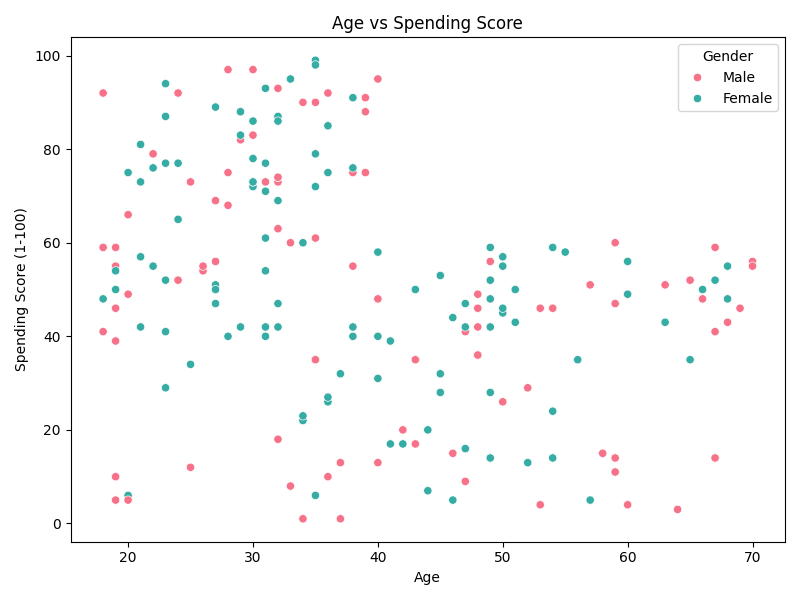 Age vs Spending Score
Gender
Male
Female
Spending Score (1-100)
100
80
60
40
20
0
20 30 40 50 60 70
Age